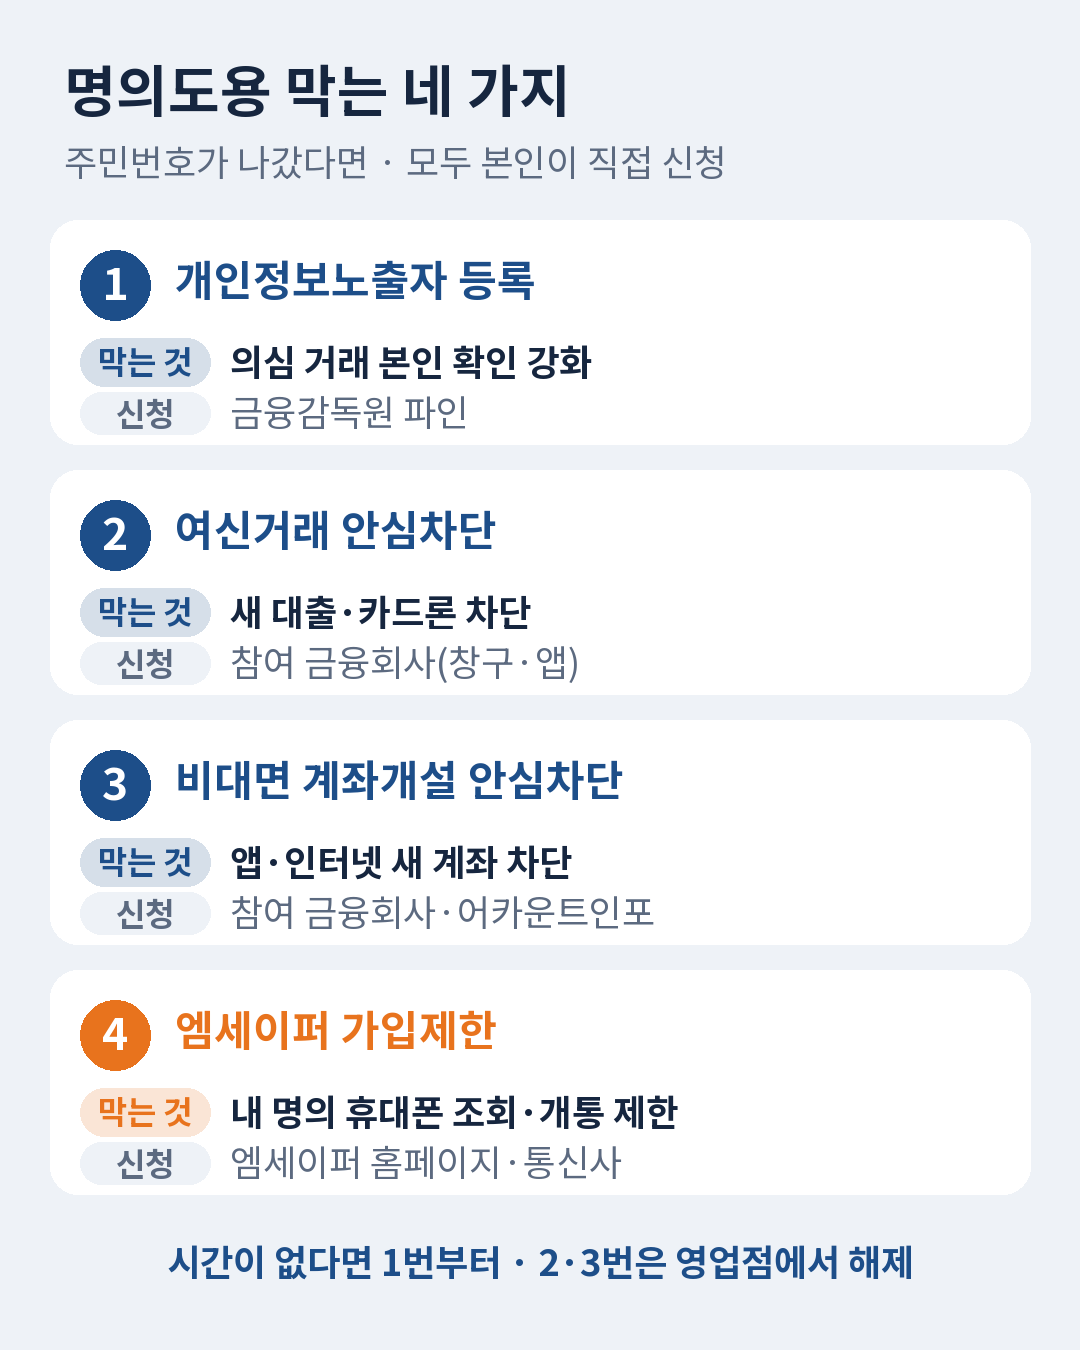 명의도용 막는 네 가지
주민번호가 나갔다면 · 모두 본인이 직접 신청
1 개인정보노출자 등록
막는 것 의심 거래 본인 확인 강화
신청 금융감독원 파인
2 여신거래 안심차단
막는 것 새 대출·카드론 차단
신청 참여 금융회사(창구·앱)
3 비대면 계좌개설 안심차단
막는 것 앱·인터넷 새 계좌 차단
신청 참여 금융회사·어카운트인포
4 엠세이퍼 가입제한
막는 것 내 명의 휴대폰 조회·개통 제한
신청 엠세이퍼 홈페이지·통신사
시간이 없다면 1번부터 · 2·3번은 영업점에서 해제